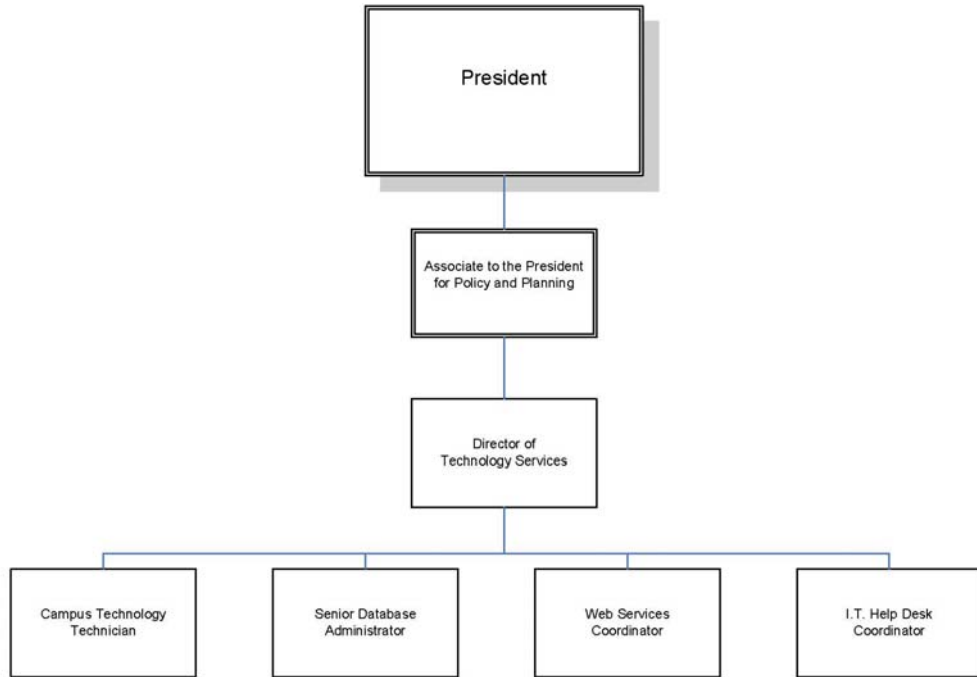 President
Associate to the President
for Policy and Planning
Director of
Technology Services
Campus Technology
Technician
Senior Database
Administrator
Web Services
Coordinator
I.T. Help Desk
Coordinator